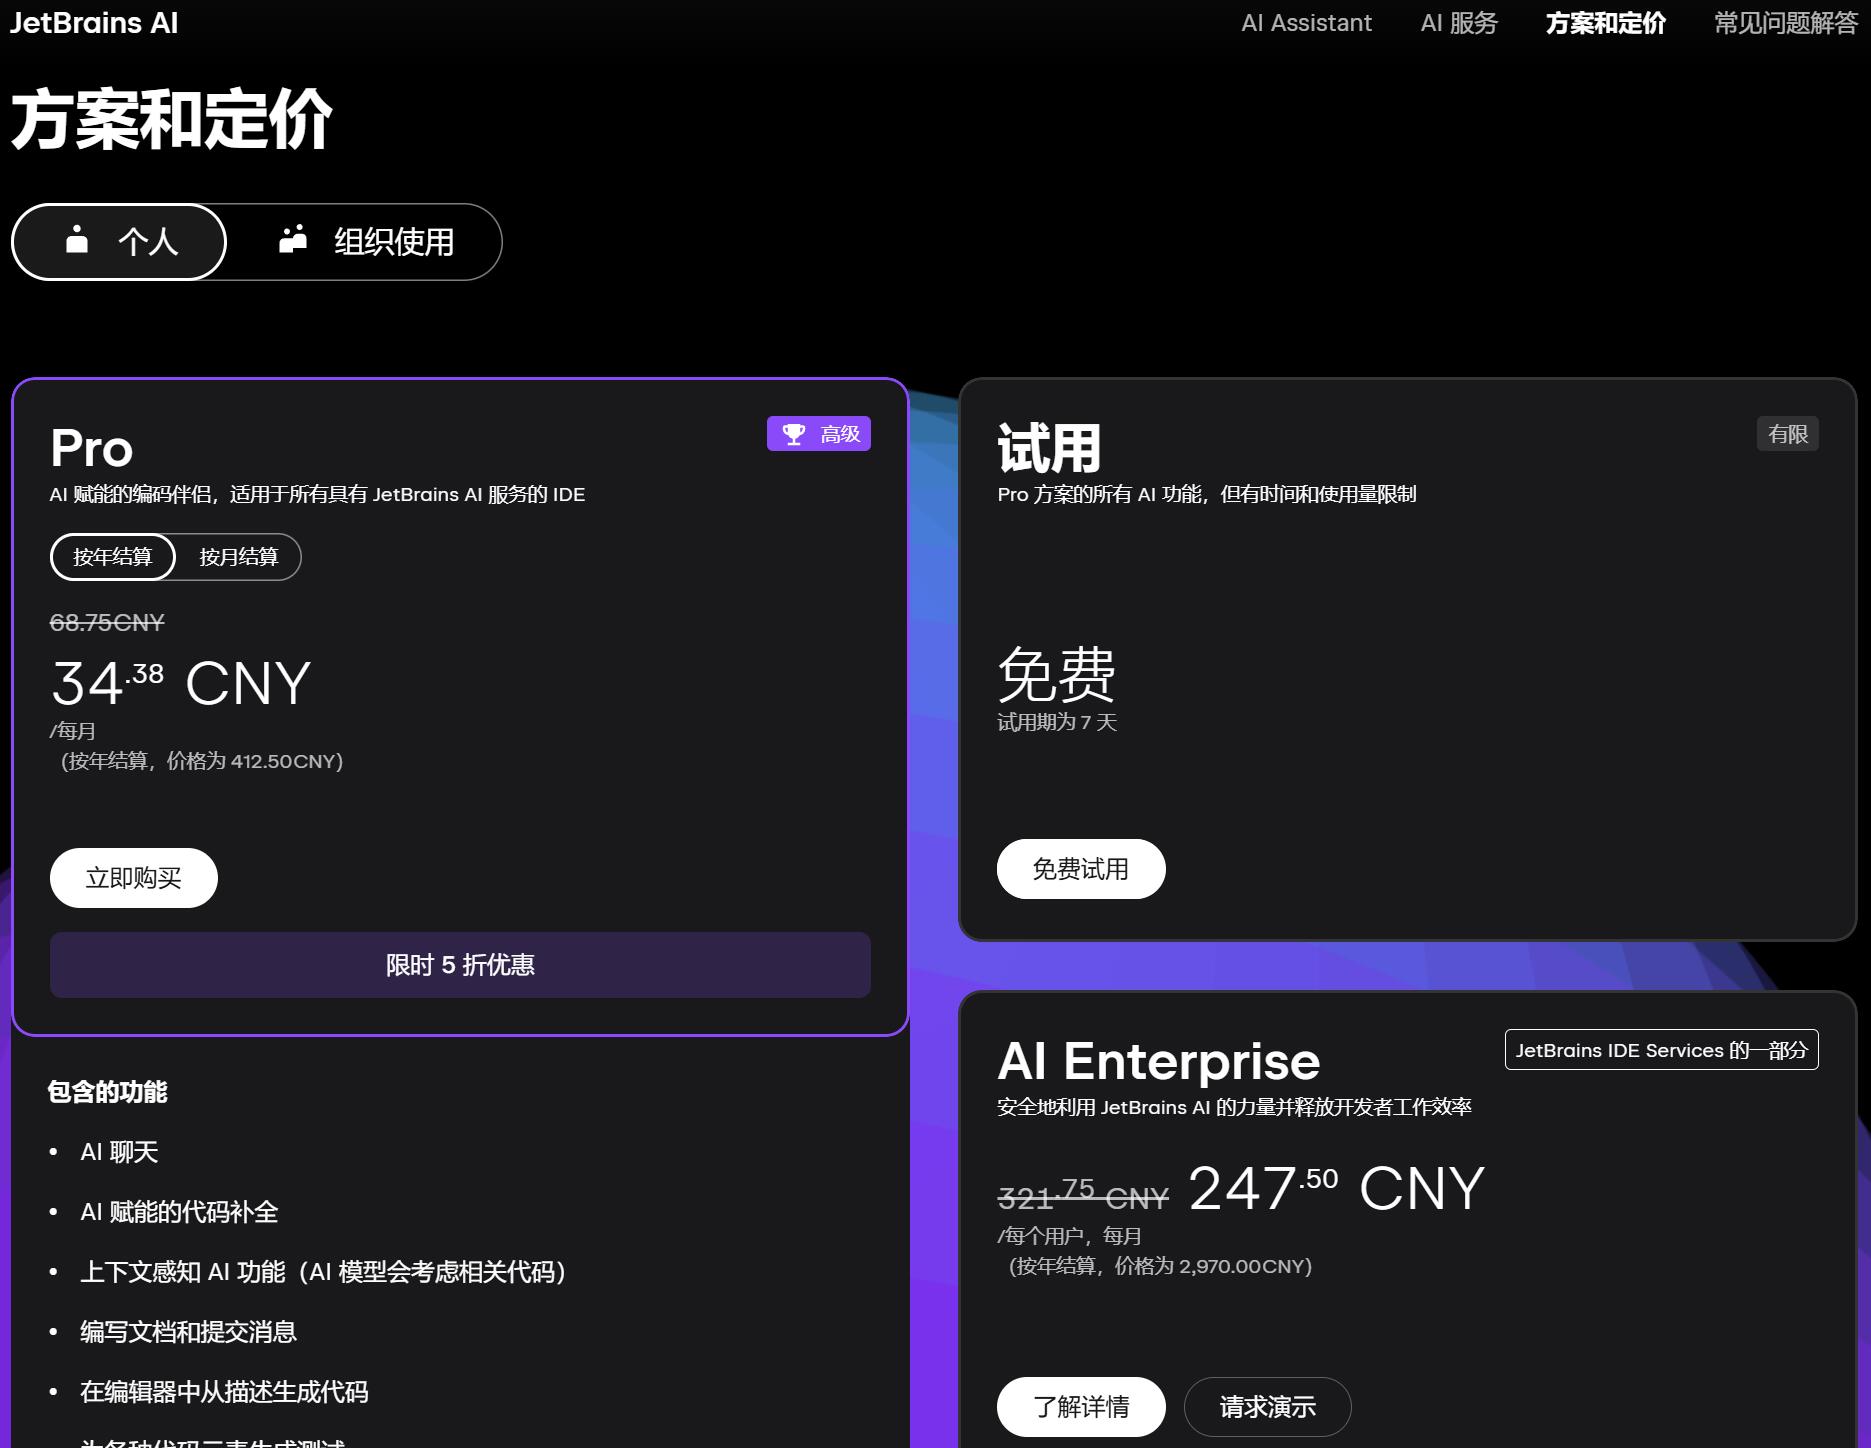 JetBrains AI
AI Assistant
AI 服务
方案和定价
常见问题解答
方案和定价
个人
组织使用
Pro
高级
AI 赋能的编码伴侣，适用于所有具有 JetBrains AI 服务的 IDE
按年结算
按月结算
68.75CNY
34.38 CNY
/每月
（按年结算，价格为 412.50CNY）
立即购买
限时 5 折优惠
包含的功能
• AI 聊天
• AI 赋能的代码补全
• 上下文感知 AI 功能（AI 模型会考虑相关代码）
• 编写文档和提交消息
• 在编辑器中从描述生成代码
试用
有限
Pro 方案的所有 AI 功能，但有时间和使用量限制
免费
试用期为 7 天
免费试用
AI Enterprise
JetBrains IDE Services 的一部分
安全地利用 JetBrains AI 的力量并释放开发者工作效率
321.75 CNY 247.50 CNY
/每个用户，每月
（按年结算，价格为 2,970.00CNY）
了解详情
请求演示